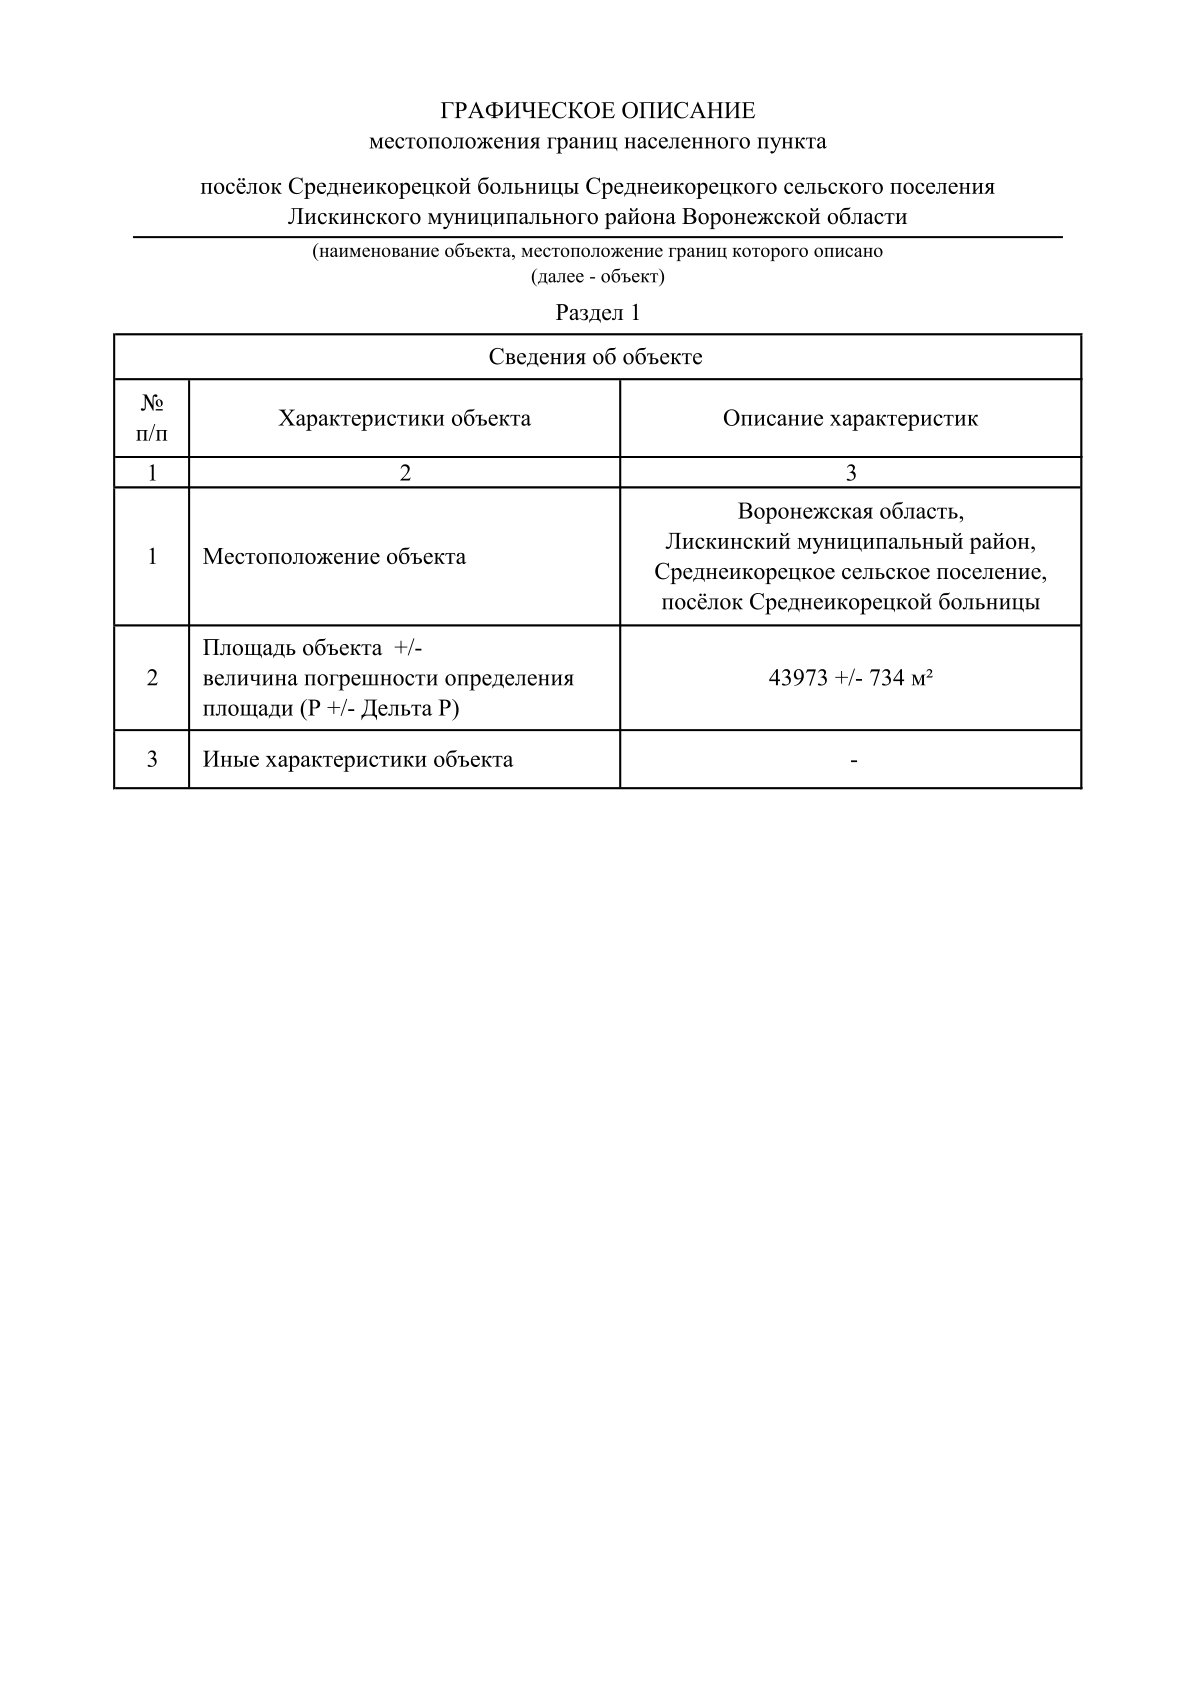 ГРАФИЧЕСКОЕ ОПИСАНИЕ
местоположения границ населенного пункта
посёлок Среднеикорецкой больницы Среднеикорецкого сельского поселения
Лискинского муниципального района Воронежской области
(наименование объекта, местоположение границ которого описано
(далее - объект)
Раздел 1
Сведения об объекте
№
п/п
Характеристики объекта
Описание характеристик
1
2
3
1
Местоположение объекта
Воронежская область,
Лискинский муниципальный район,
Среднеикорецкое сельское поселение,
посёлок Среднеикорецкой больницы
2
Площадь объекта  +/-
величина погрешности определения
площади (Р +/- Дельта Р)
43973 +/- 734 м²
3
Иные характеристики объекта
-